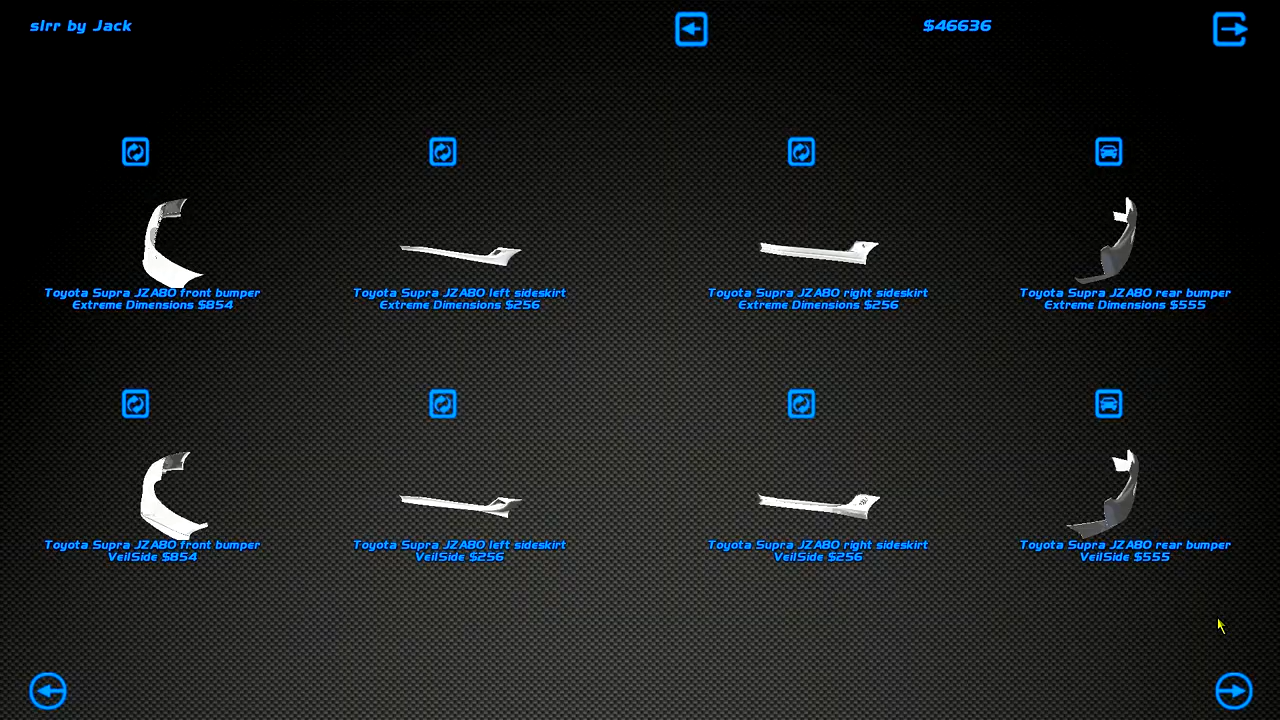 slrr by Jack
$46636
Toyota Supra JZA80 front bumper
Extreme Dimensions $854
Toyota Supra JZA80 left sideskirt
Extreme Dimensions $256
Toyota Supra JZA80 right sideskirt
Extreme Dimensions $256
Toyota Supra JZA80 rear bumper
Extreme Dimensions $555
Toyota Supra JZA80 front bumper
VeilSide $854
Toyota Supra JZA80 left sideskirt
VeilSide $256
Toyota Supra JZA80 right sideskirt
VeilSide $256
Toyota Supra JZA80 rear bumper
VeilSide $555